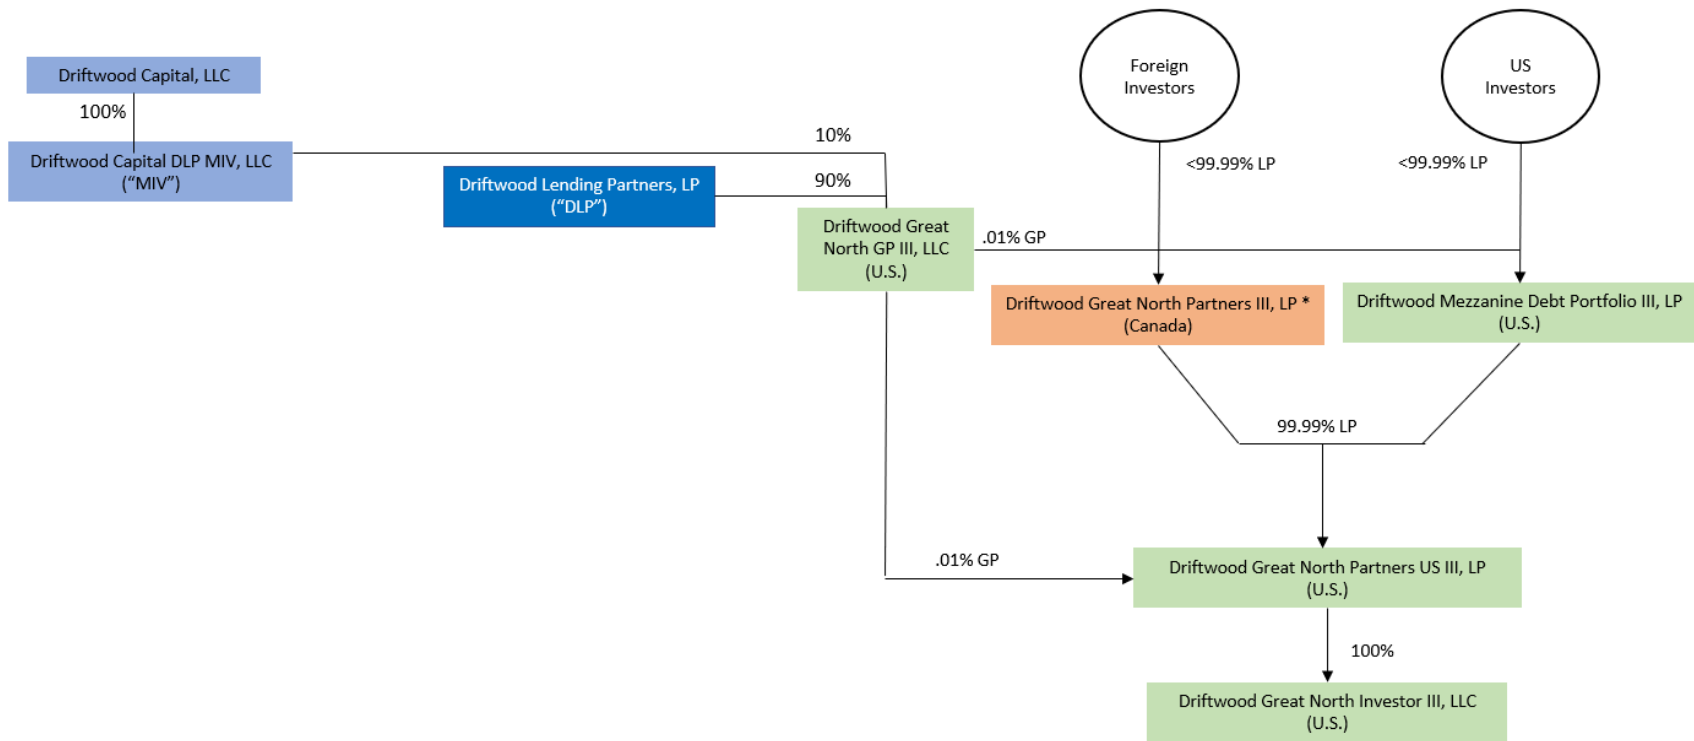 Driftwood Capital, LLC
100%
Driftwood Capital DLP MIV, LLC
(“MIV”)
10%
Driftwood Lending Partners, LP
(“DLP”)
90%
Driftwood Great
North GP III, LLC
(U.S.)
.01% GP
Foreign
Investors
<99.99% LP
US
Investors
<99.99% LP
Driftwood Great North Partners III, LP *
(Canada)
Driftwood Mezzanine Debt Portfolio III, LP
(U.S.)
99.99% LP
.01% GP
Driftwood Great North Partners US III, LP
(U.S.)
100%
Driftwood Great North Investor III, LLC
(U.S.)